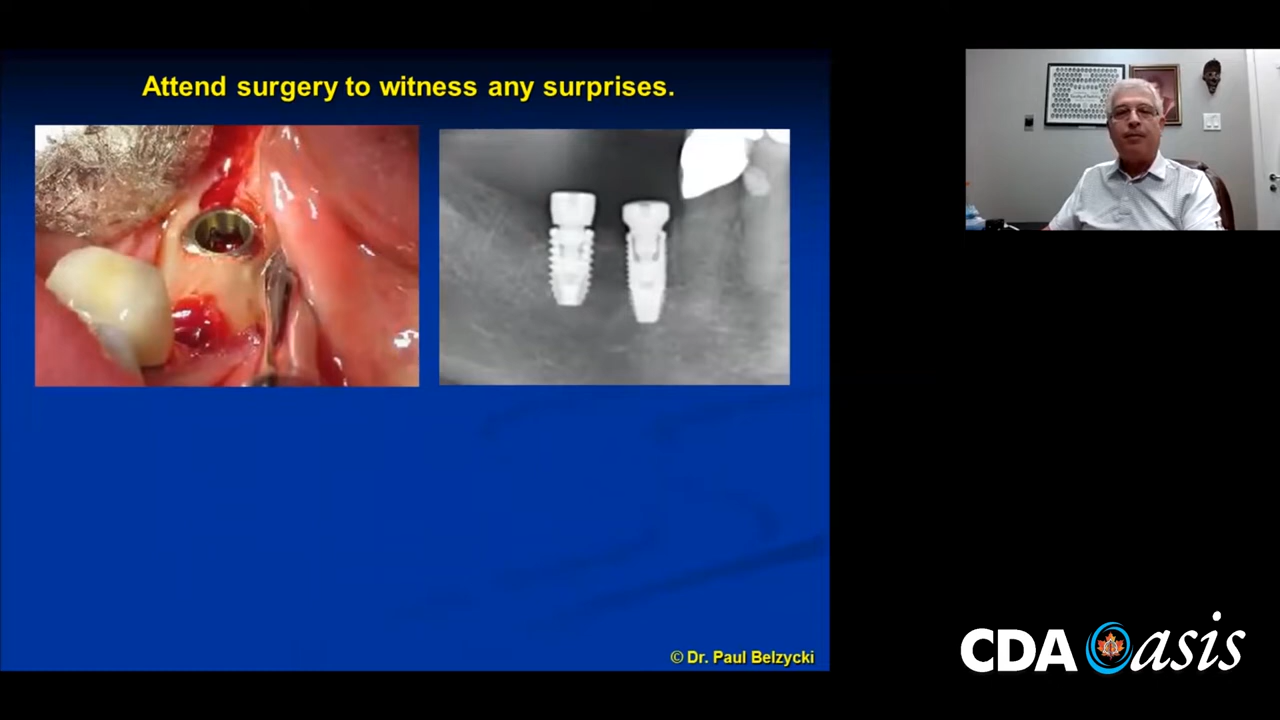 Attend surgery to witness any surprises.
© Dr. Paul Belzycki
CDA Oasis